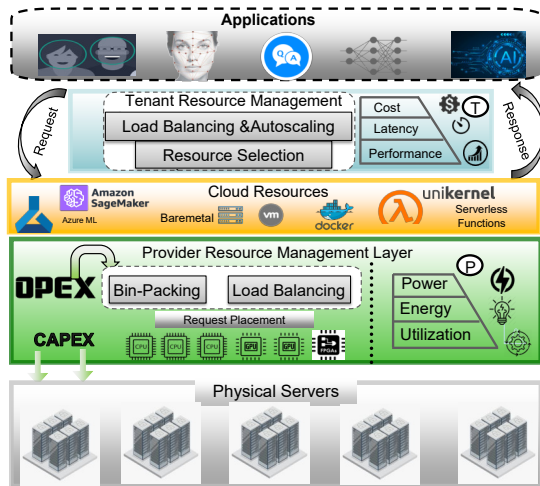 Applications
Q A
AI
Request
Response
Tenant Resource Management
Load Balancing &Autoscaling
Resource Selection
Cost
Latency
Performance
T
Cloud Resources
Azure ML
Amazon
SageMaker
Baremetal
vm
docker
unikernel
Serverless
Functions
Provider Resource Management Layer
OPEX
CAPEX
Bin-Packing
Load Balancing
Request Placement
CPU
CPU
CPU
GPU
GPU
FPGAs
P
Power
Energy
Utilization
Physical Servers